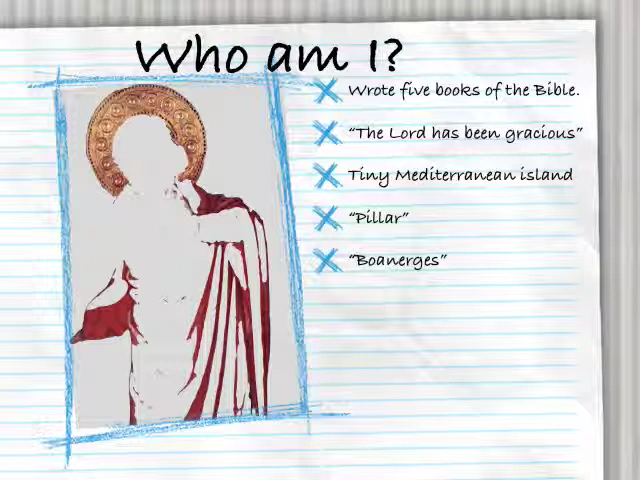 Who am I?
Wrote five books of the Bible.
“The Lord has been gracious”
Tiny Mediterranean island
“Pillar”
“Boanerges”